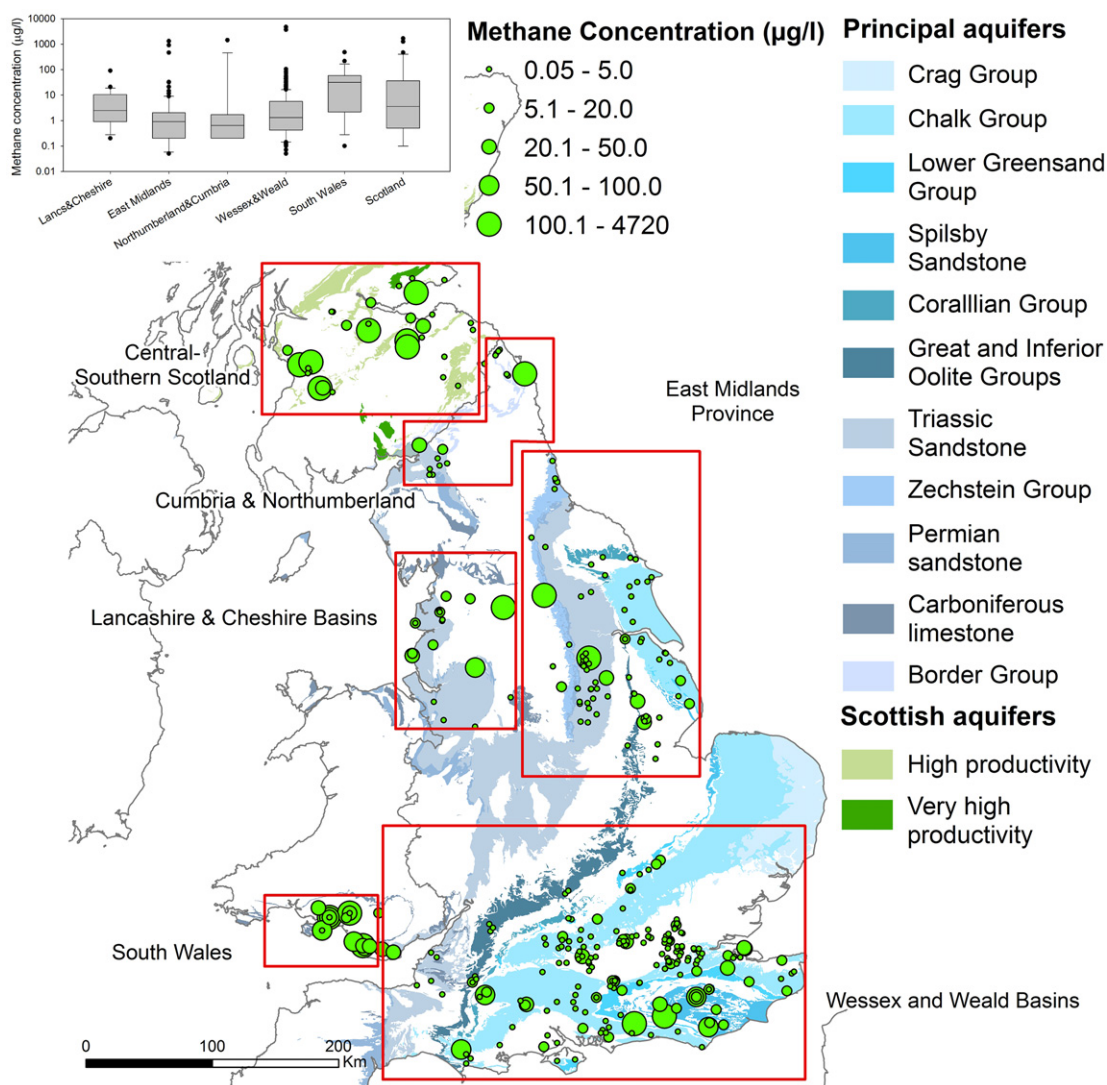 10000
1000
100
10
1
0.1
0.01
Methane concentration (µg/l)
Lancs&Cheshire
East Midlands
Northumberland&Cumbria
Wessex&Weald
South Wales
Scotland
Methane Concentration (µg/l)
0.05 - 5.0
5.1 - 20.0
20.1 - 50.0
50.1 - 100.0
100.1 - 4720
Principal aquifers
Crag Group
Chalk Group
Lower Greensand
Group
Spilsby
Sandstone
Coralllian Group
Great and Inferior
Oolite Groups
Triassic
Sandstone
Zechstein Group
Permian
sandstone
Carboniferous
limestone
Border Group
Scottish aquifers
High productivity
Very high
productivity
Central-
Southern Scotland
East Midlands
Province
Cumbria & Northumberland
Lancashire & Cheshire Basins
South Wales
Wessex and Weald Basins
0 100 200
Km